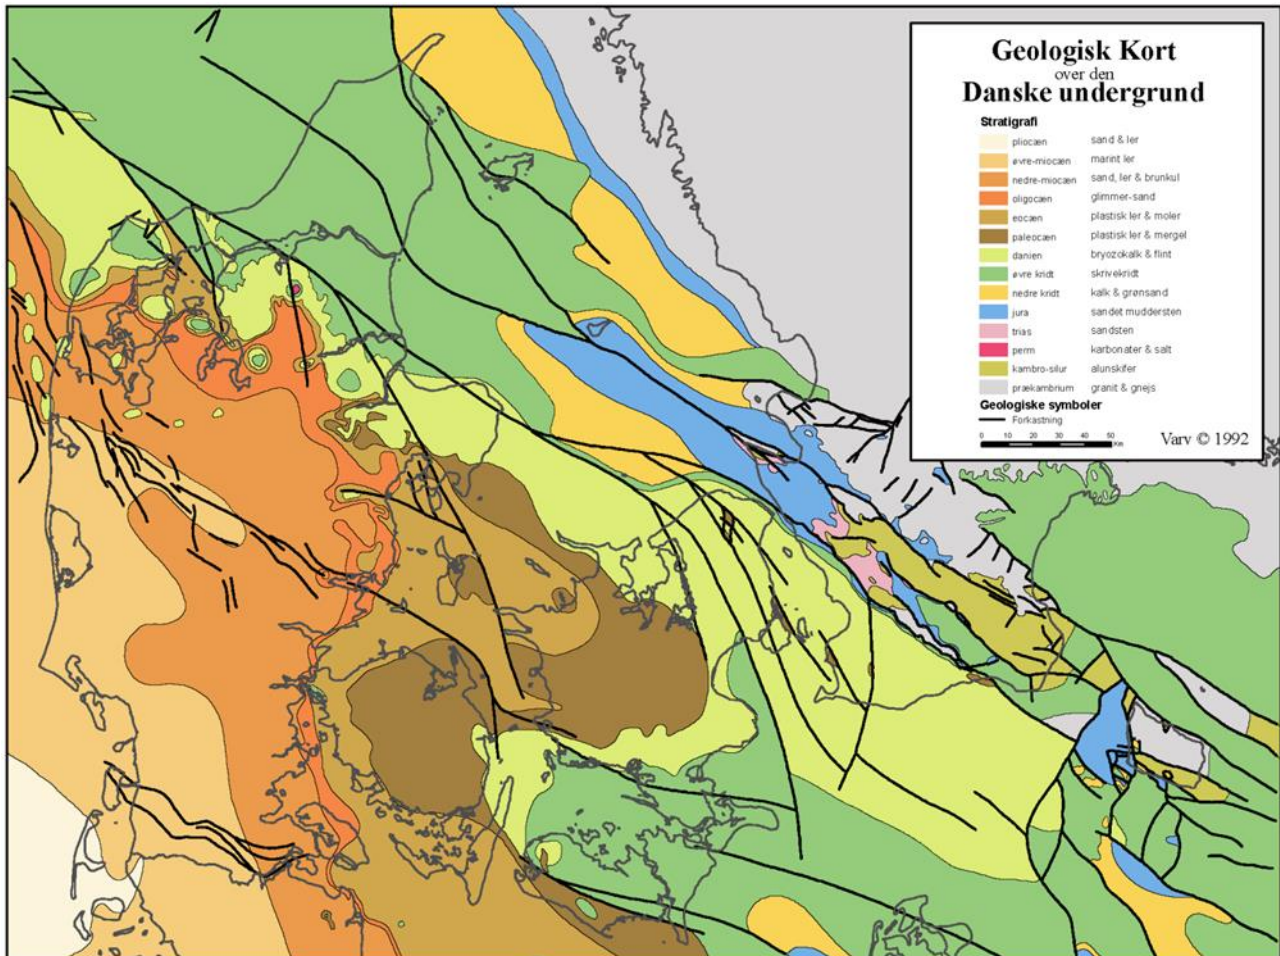 Geologisk Kort
over den
Danske undergrund
Stratigrafi
pliocæn sand & ler
øvre-miocæn marint ler
nedre-miocæn sand, ler & brunkul
oligocæn glimmer-sand
eocæn plastisk ler & moler
paleocæn plastisk ler & mergel
danien bryozokalk & flint
øvre kridt skrivekridt
nedre kridt kalk & grønsand
jura sandet muddersten
trias sandsten
perm karbonater & salt
kambro-silur alunskifer
prækambrium granit & gnejs
Geologiske symboler
Forkastning
0 10 20 30 40 50 Km
Varv © 1992